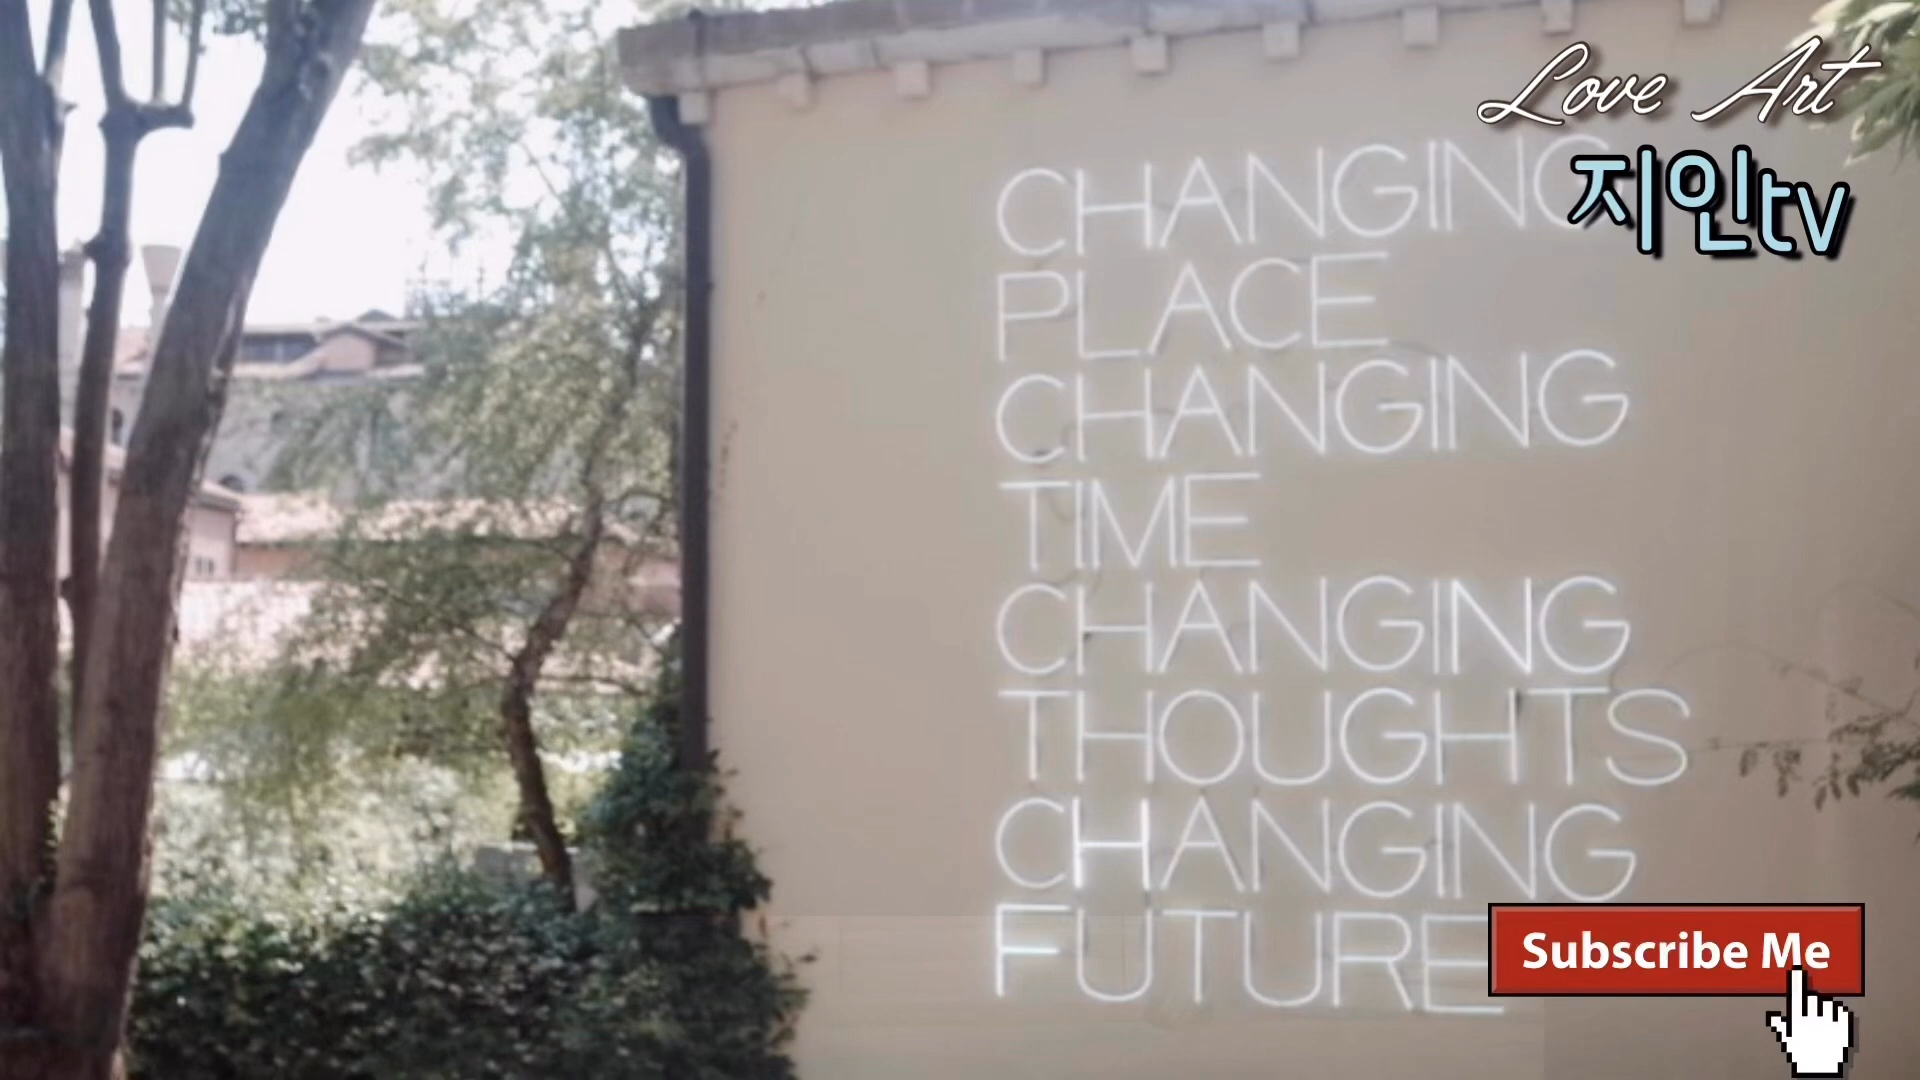 Love Art
지인tv
CHANGING
PLACE
CHANGING
TIME
CHANGING
THOUGHTS
CHANGING
FUTURE
Subscribe Me